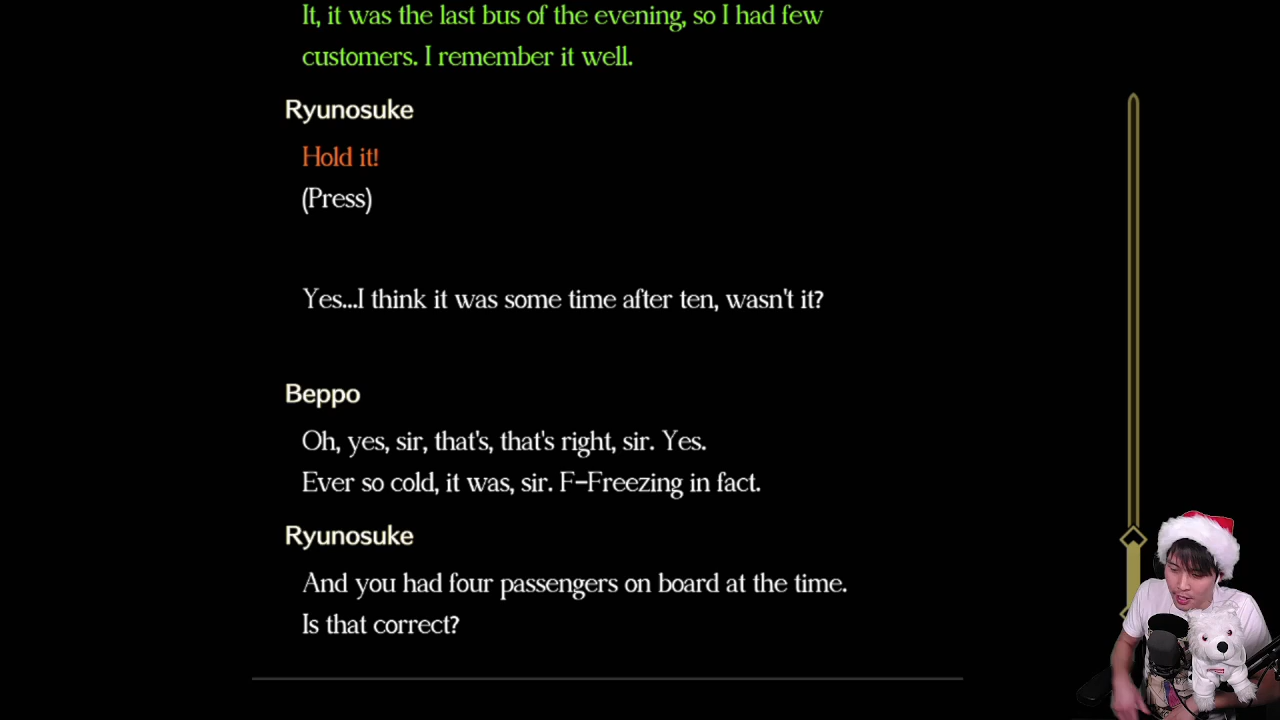 It, it was the last bus of the evening, so I had few
customers. I remember it well.
Ryunosuke
Hold it!
(Press)
Yes...I think it was some time after ten, wasn't it?
Beppo
Oh, yes, sir, that's, that's right, sir. Yes.
Ever so cold, it was, sir. F-Freezing in fact.
Ryunosuke
And you had four passengers on board at the time.
Is that correct?